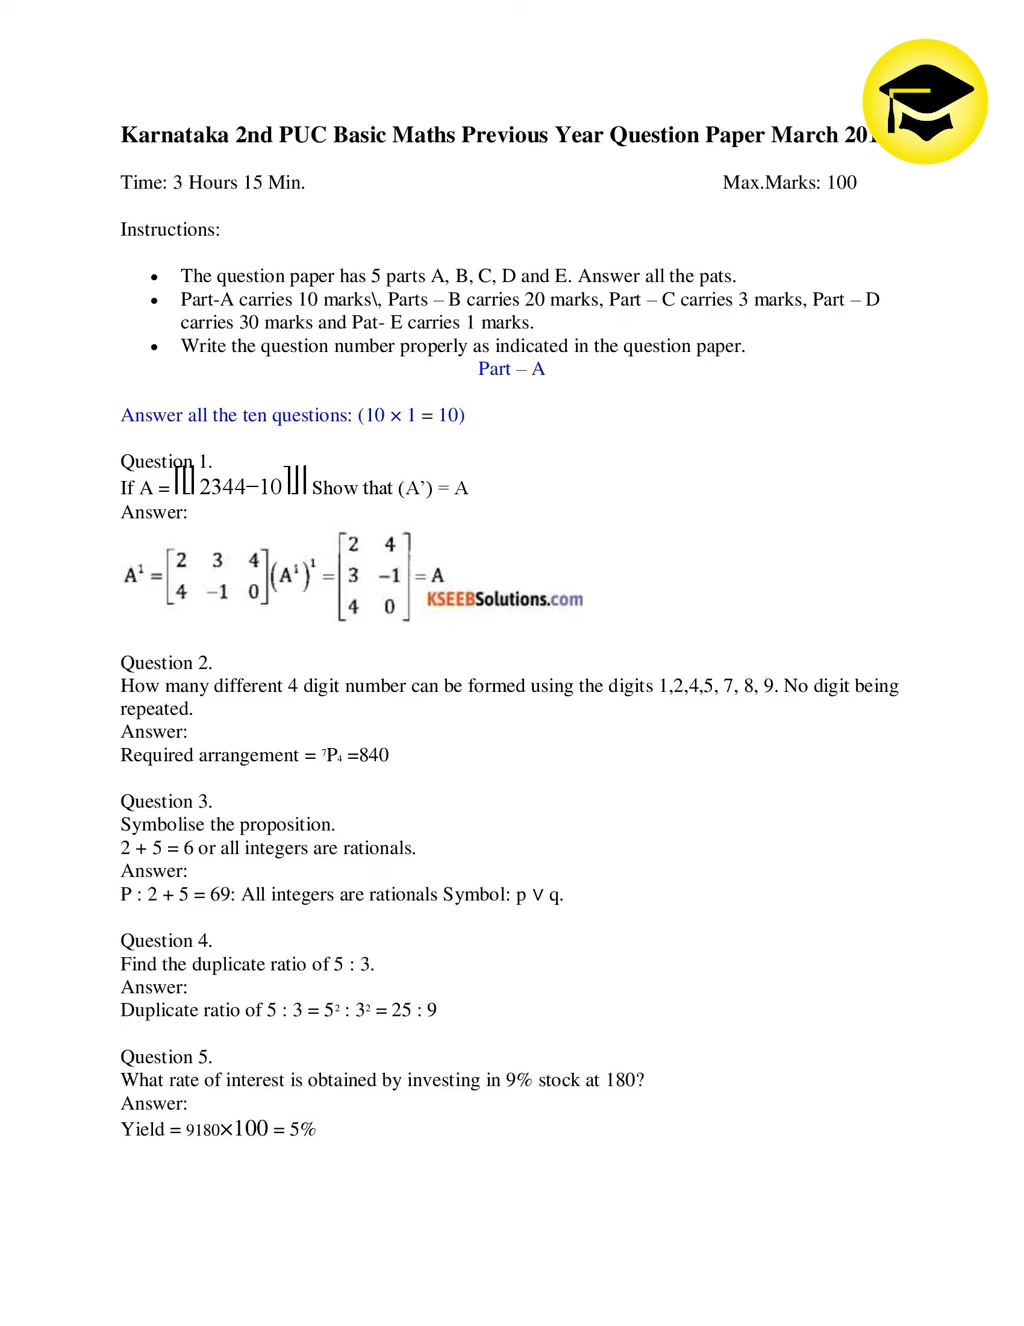 Karnataka 2nd PUC Basic Maths Previous Year Question Paper March 201
Time: 3 Hours 15 Min. Max.Marks: 100
Instructions:
• The question paper has 5 parts A, B, C, D and E. Answer all the pats.
• Part-A carries 10 marks\, Parts – B carries 20 marks, Part – C carries 3 marks, Part – D
carries 30 marks and Pat- E carries 1 marks.
• Write the question number properly as indicated in the question paper.
Part – A
Answer all the ten questions: (10 × 1 = 10)
Question 1.
If A = ⎡⎣⎢2344−10⎤⎦⎥ Show that (A’) = A
Answer:
A¹ = [2 3 4; 4 −1 0] (A¹)¹ = [2 4; 3 −1; 4 0] = A
KSEEBSolutions.com
Question 2.
How many different 4 digit number can be formed using the digits 1,2,4,5, 7, 8, 9. No digit being
repeated.
Answer:
Required arrangement = ⁷P₄ =840
Question 3.
Symbolise the proposition.
2 + 5 = 6 or all integers are rationals.
Answer:
P : 2 + 5 = 69: All integers are rationals Symbol: p ∨ q.
Question 4.
Find the duplicate ratio of 5 : 3.
Answer:
Duplicate ratio of 5 : 3 = 5² : 3² = 25 : 9
Question 5.
What rate of interest is obtained by investing in 9% stock at 180?
Answer:
Yield = 9180×100 = 5%